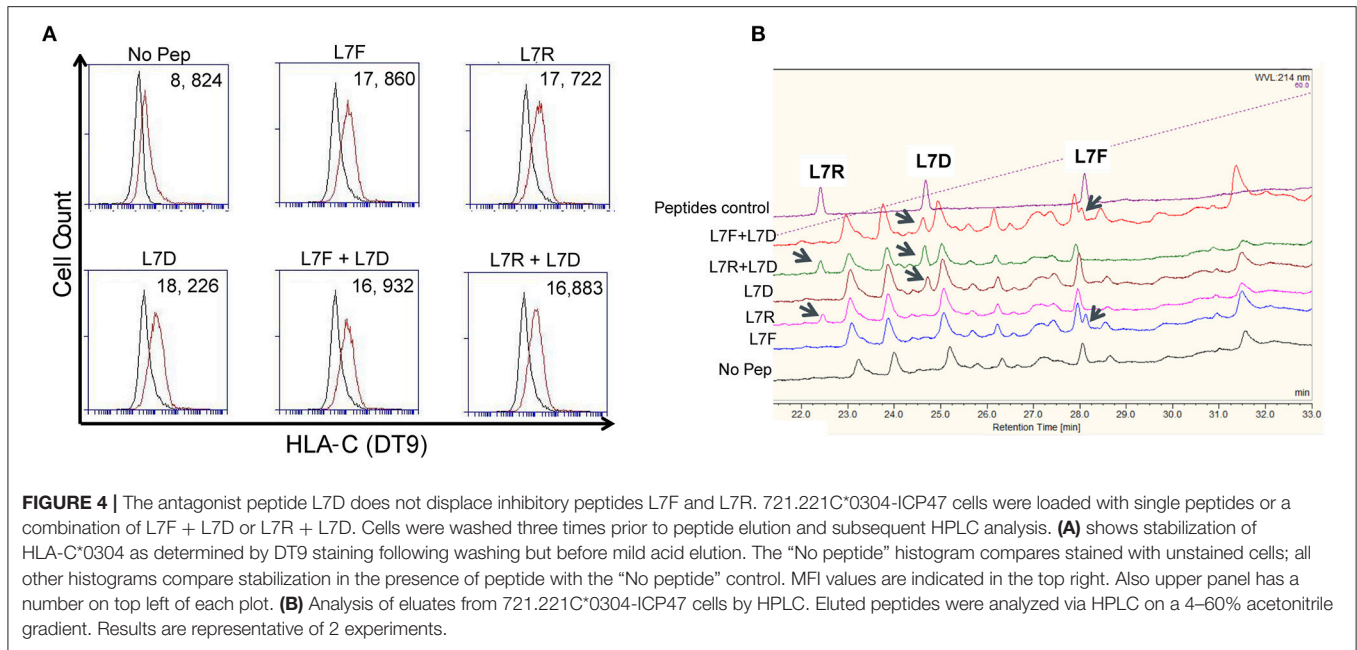 A
No Pep
8, 824
L7F
17, 860
L7R
17, 722
L7D
18, 226
L7F + L7D
16, 932
L7R + L7D
16,883
Cell Count
HLA-C (DT9)
B
WVL:214 nm
60.0
L7R
L7D
L7F
Peptides control
L7F+L7D
L7R+L7D
L7D
L7R
L7F
No Pep
min
22.0 23.0 24.0 25.0 26.0 27.0 28.0 29.0 30.0 31.0 32.0 33.0
Retention Time [min]
FIGURE 4 | The antagonist peptide L7D does not displace inhibitory peptides L7F and L7R. 721.221C*0304-ICP47 cells were loaded with single peptides or a
combination of L7F + L7D or L7R + L7D. Cells were washed three times prior to peptide elution and subsequent HPLC analysis. (A) shows stabilization of
HLA-C*0304 as determined by DT9 staining following washing but before mild acid elution. The “No peptide” histogram compares stained with unstained cells; all
other histograms compare stabilization in the presence of peptide with the “No peptide” control. MFI values are indicated in the top right. Also upper panel has a
number on top left of each plot. (B) Analysis of eluates from 721.221C*0304-ICP47 cells by HPLC. Eluted peptides were analyzed via HPLC on a 4–60% acetonitrile
gradient. Results are representative of 2 experiments.